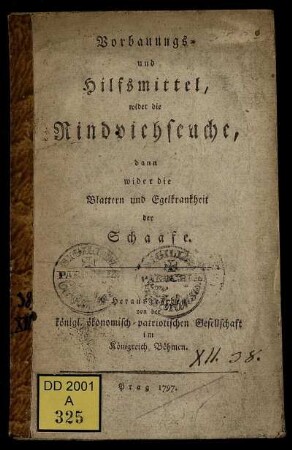 Vorbauungs-
und
Hilfsmittel,
wider die
Rindviehseuche,
dann
wider die
Blattern und Egelkrankheit
der
Schaafe.
Herausgegeben
von der
königl. ökonomisch-patriotischen Gesellschaft
im
Königreich Böhmen.
XII. J 8.
Prag 1797.
DD 2001
A
325